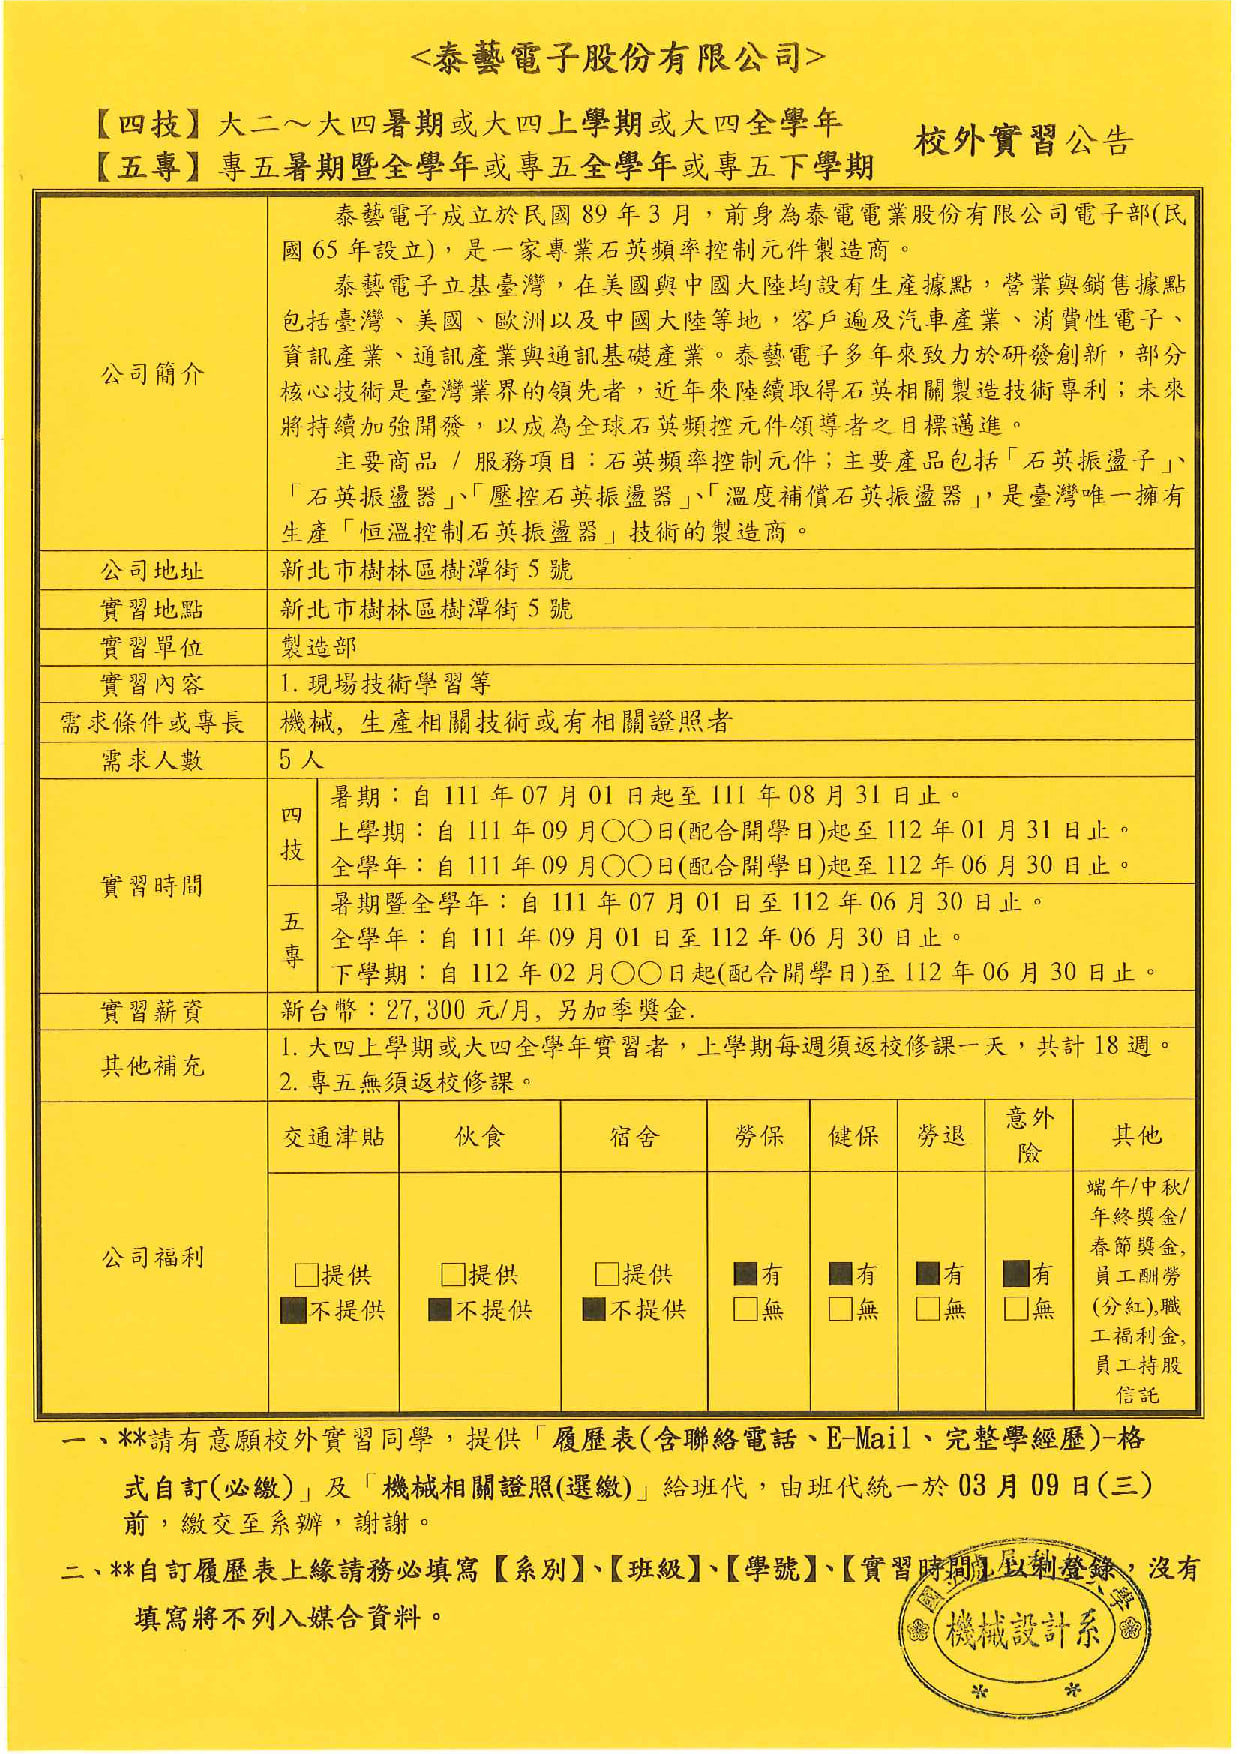 <泰藝電子股份有限公司>
【四技】大二～大四暑期或大四上學期或大四全學年
【五專】專五暑期暨全學年或專五全學年或專五下學期
校外實習公告
公司簡介
泰藝電子成立於民國 89 年 3 月，前身為泰電電業股份有限公司電子部(民
國 65 年設立)，是一家專業石英頻率控制元件製造商。
泰藝電子立基臺灣，在美國與中國大陸均設有生產據點，營業與銷售據點
包括臺灣、美國、歐洲以及中國大陸等地，客戶遍及汽車產業、消費性電子、
資訊產業、通訊產業與通訊基礎產業。泰藝電子多年來致力於研發創新，部分
核心技術是臺灣業界的領先者，近年來陸續取得石英相關製造技術專利；未來
將持續加強開發，以成為全球石英頻控元件領導者之目標邁進。
主要商品 / 服務項目：石英頻率控制元件；主要產品包括「石英振盪子」、
「石英振盪器」、「壓控石英振盪器」、「溫度補償石英振盪器」，是臺灣唯一擁有
生產「恒溫控制石英振盪器」技術的製造商。
公司地址
新北市樹林區樹潭街 5 號
實習地點
新北市樹林區樹潭街 5 號
實習單位
製造部
實習內容
1. 現場技術學習等
需求條件或專長
機械, 生產相關技術或有相關證照者
需求人數
5 人
實習時間
四技
暑期：自 111 年 07 月 01 日起至 111 年 08 月 31 日止。
上學期：自 111 年 09 月○○日(配合開學日)起至 112 年 01 月 31 日止。
全學年：自 111 年 09 月○○日(配合開學日)起至 112 年 06 月 30 日止。
五專
暑期暨全學年：自 111 年 07 月 01 日至 112 年 06 月 30 日止。
全學年：自 111 年 09 月 01 日至 112 年 06 月 30 日止。
下學期：自 112 年 02 月○○日起(配合開學日)至 112 年 06 月 30 日止。
實習薪資
新台幣：27,300 元/月, 另加季獎金.
其他補充
1. 大四上學期或大四全學年實習者，上學期每週須返校修課一天，共計 18 週。
2. 專五無須返校修課。
公司福利
交通津貼 伙食 宿舍 勞保 健保 勞退 意外險 其他
□提供 □提供 □提供 ■有 ■有 ■有 ■有
■不提供 ■不提供 ■不提供 □無 □無 □無 □無
端午/中秋/
年終獎金/
春節獎金,
員工酬勞
(分紅),職
工福利金,
員工持股
信託
一、**請有意願校外實習同學，提供「履歷表(含聯絡電話、E-Mail、完整學經歷)-格
式自訂(必繳)」及「機械相關證照(選繳)」給班代，由班代統一於 03 月 09 日(三)
前，繳交至系辦，謝謝。
二、**自訂履歷表上緣請務必填寫【系別】、【班級】、【學號】、【實習時間】以利登錄，沒有
填寫將不列入媒合資料。
國立虎尾科技大學
機械設計系